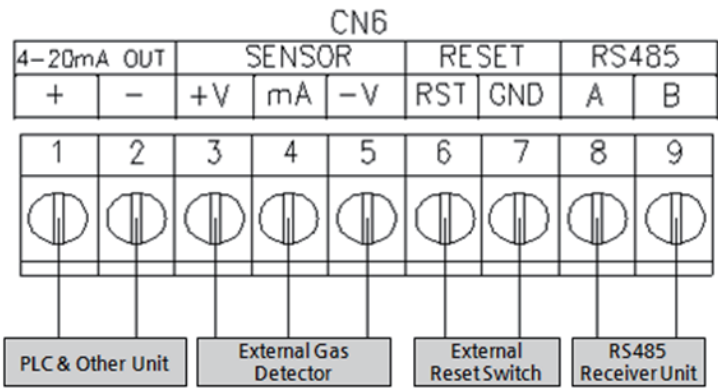 CN6
4-20mA OUT SENSOR RESET RS485
+ - +V mA -V RST GND A B
1 2 3 4 5 6 7 8 9
PLC & Other Unit
External Gas
Detector
External
Reset Switch
RS485
Receiver Unit